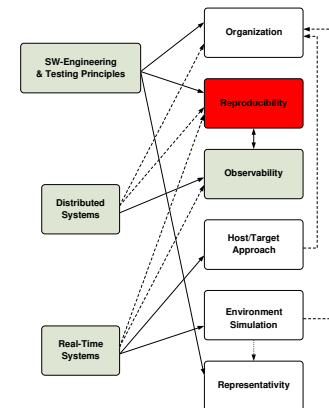 Organization
SW-Engineering
& Testing Principles
Reproducibility
Observability
Distributed
Systems
Host/Target
Approach
Environment
Simulation
Real-Time
Systems
Representativity